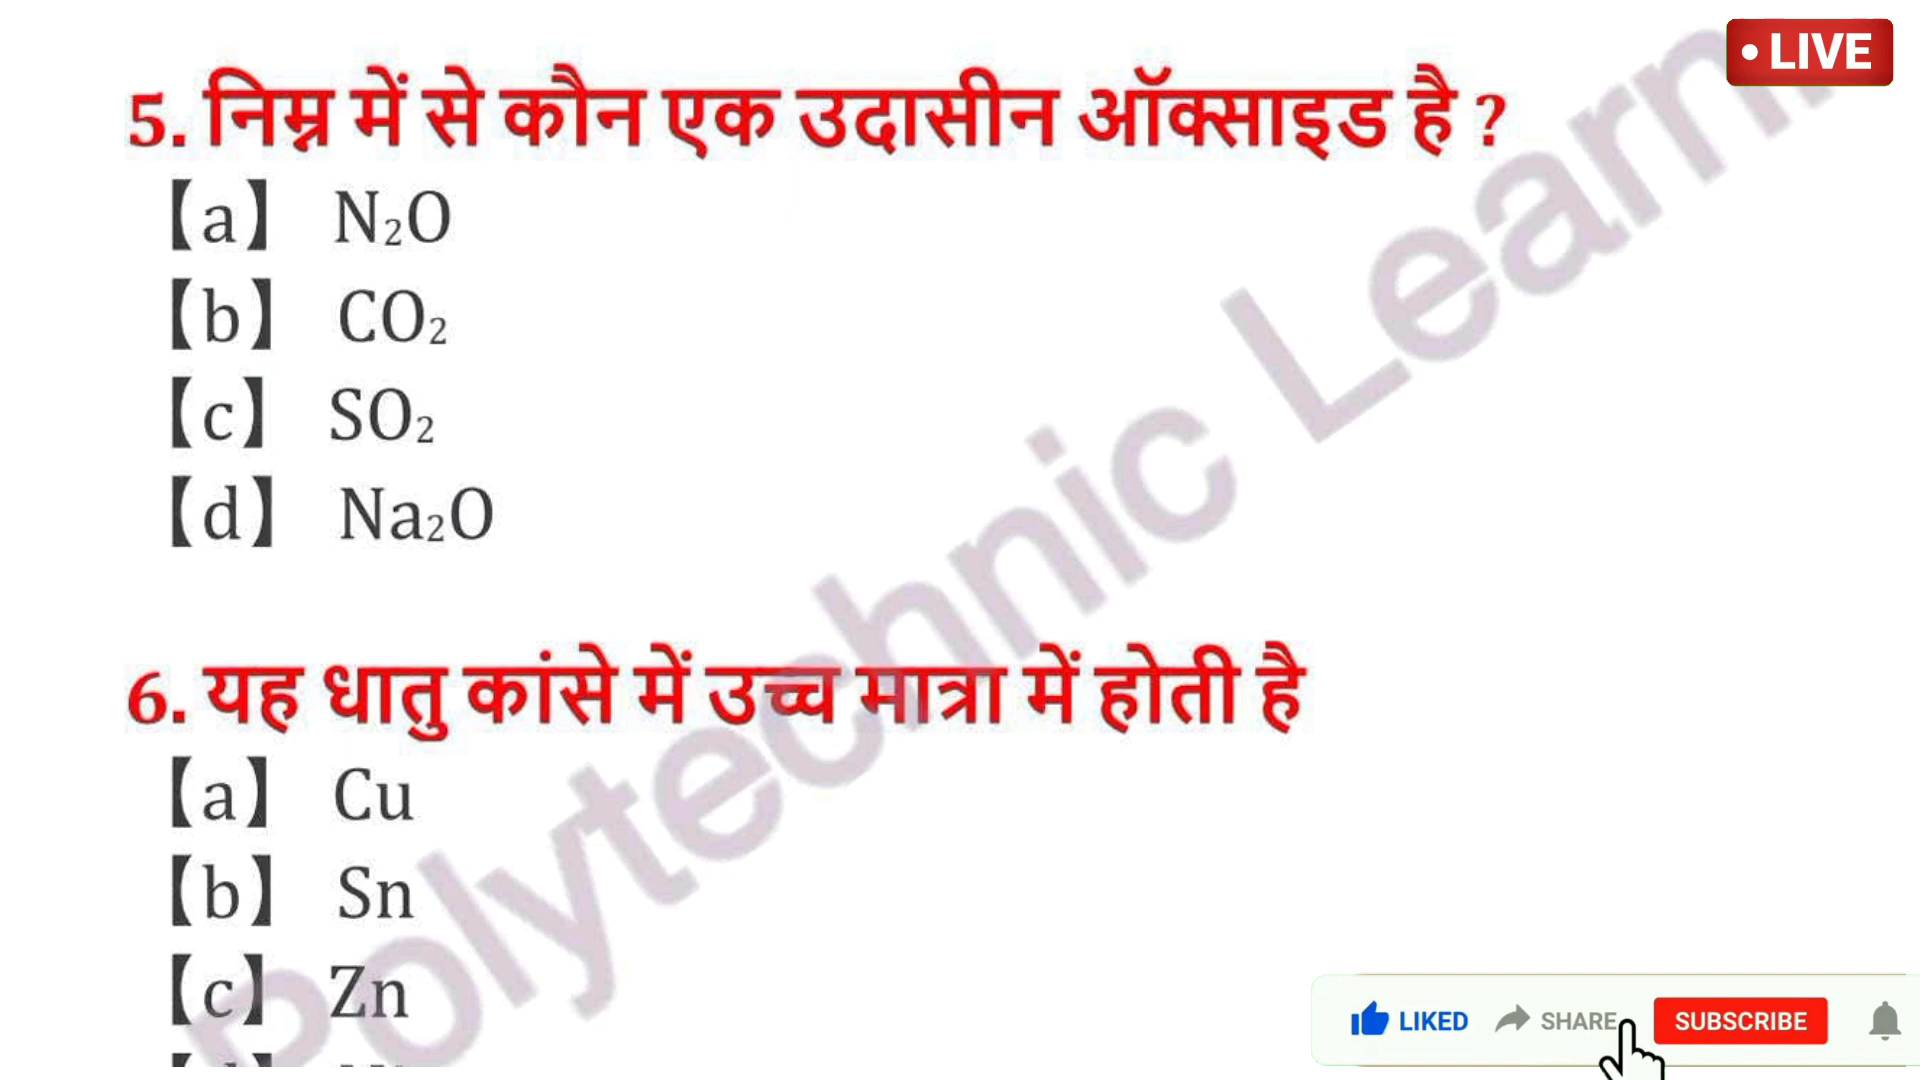 • LIVE
5. निम्न में से कौन एक उदासीन ऑक्साइड है ?
【a】 N₂O
【b】 CO₂
【c】 SO₂
【d】 Na₂O
6. यह धातु कांसे में उच्च मात्रा में होती है
【a】 Cu
【b】 Sn
【c】 Zn
Polytechnic Learn
LIKED SHARE SUBSCRIBE